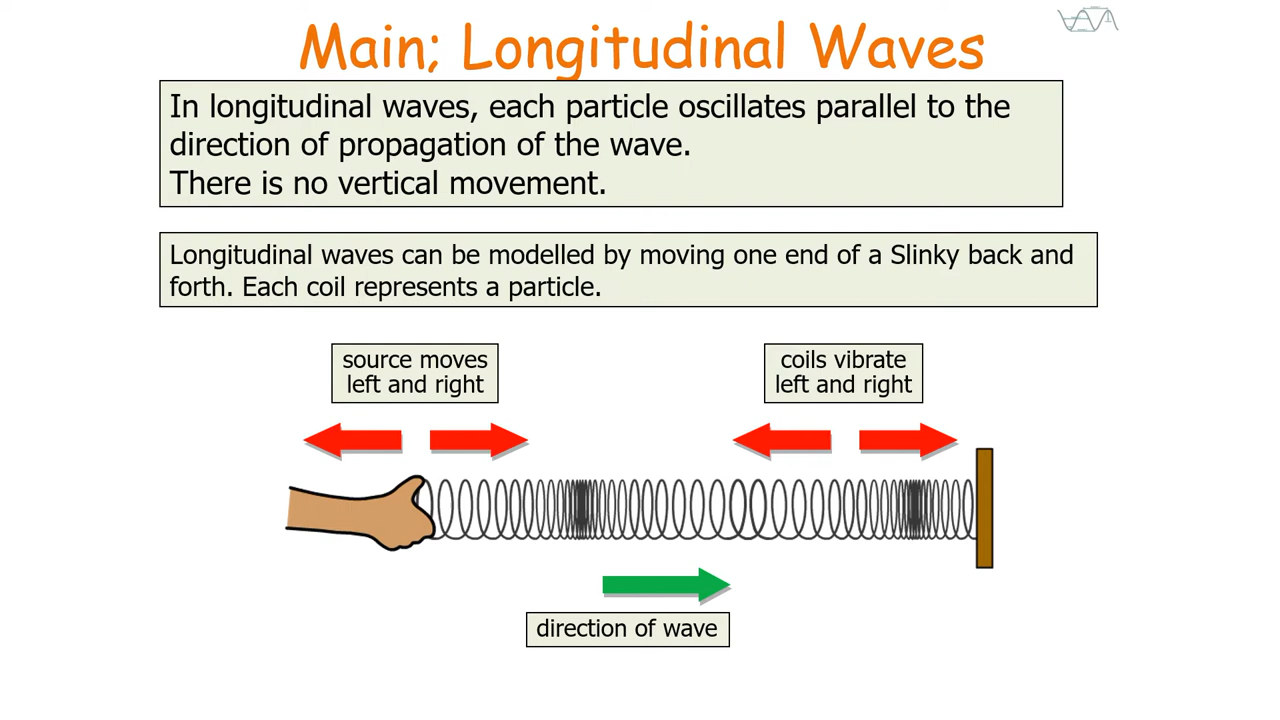 Main; Longitudinal Waves
In longitudinal waves, each particle oscillates parallel to the
direction of propagation of the wave.
There is no vertical movement.
Longitudinal waves can be modelled by moving one end of a Slinky back and
forth. Each coil represents a particle.
source moves
left and right
coils vibrate
left and right
direction of wave